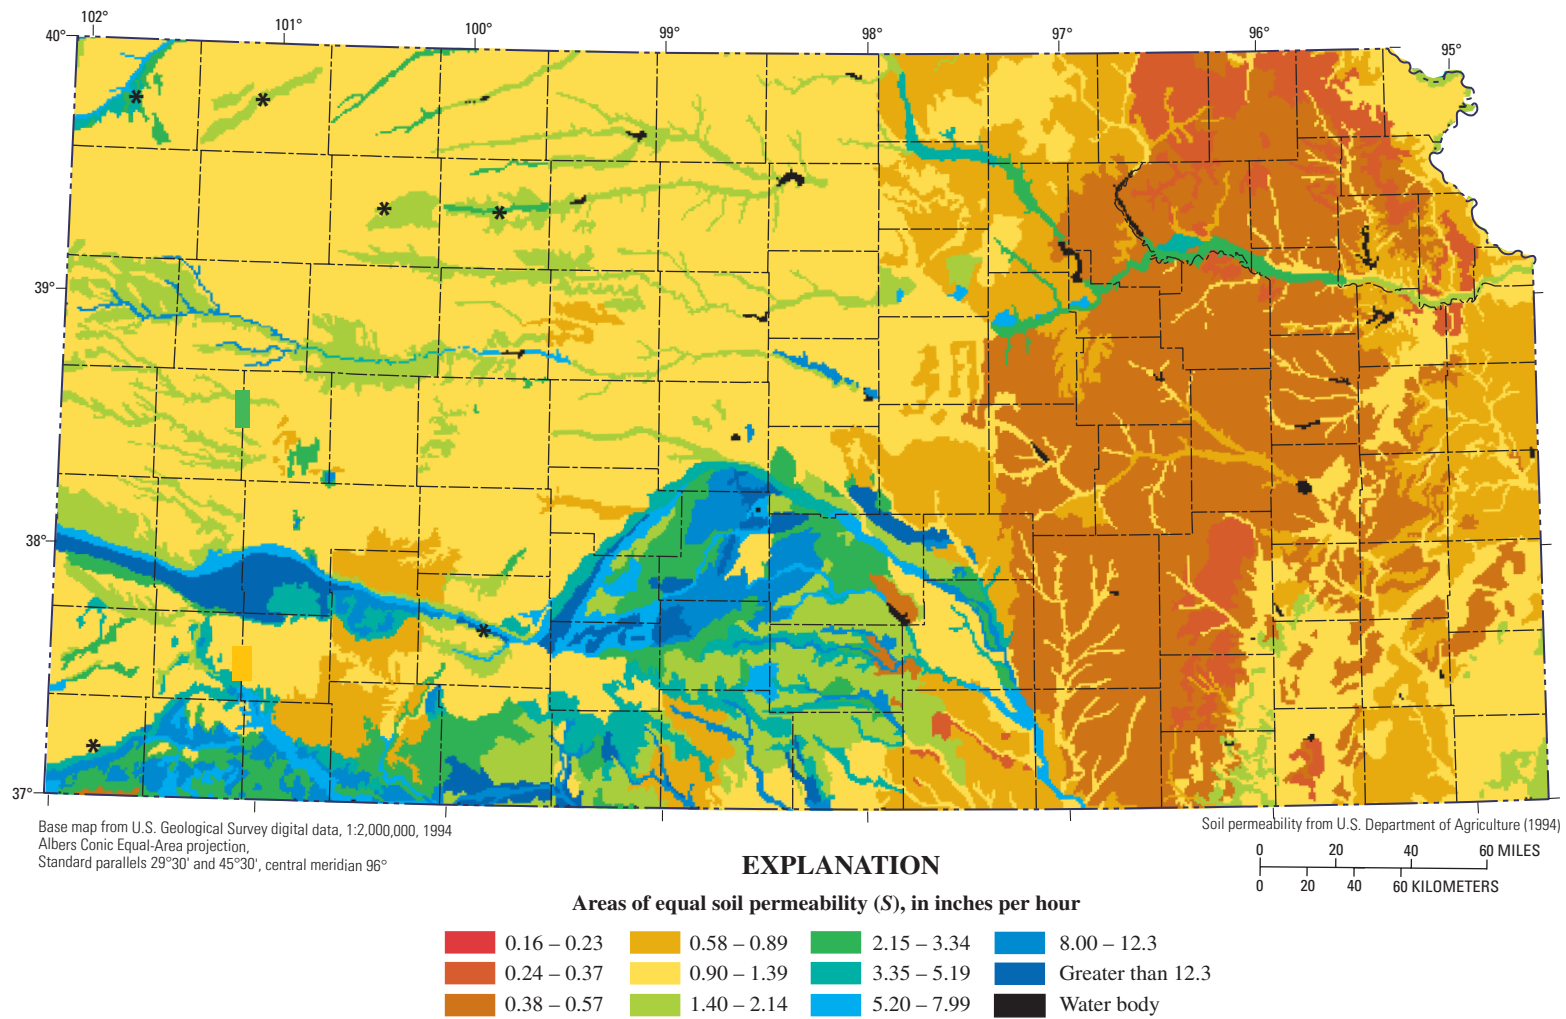 102°
101°
100°
99°
98°
97°
96°
95°
40°
39°
38°
37°
*
*
*
*
*
*
Base map from U.S. Geological Survey digital data, 1:2,000,000, 1994
Albers Conic Equal-Area projection,
Standard parallels 29°30' and 45°30', central meridian 96°
Soil permeability from U.S. Department of Agriculture (1994)
0 20 40 60 MILES
0 20 40 60 KILOMETERS
EXPLANATION
Areas of equal soil permeability (S), in inches per hour
0.16 – 0.23
0.24 – 0.37
0.38 – 0.57
0.58 – 0.89
0.90 – 1.39
1.40 – 2.14
2.15 – 3.34
3.35 – 5.19
5.20 – 7.99
8.00 – 12.3
Greater than 12.3
Water body